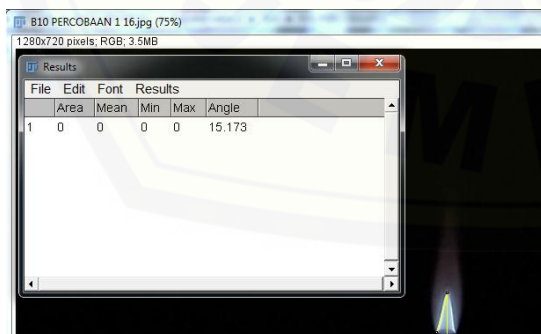 B10 PERCOBAAN 1 16.jpg (75%)
1280x720 pixels; RGB; 3.5MB
Results
File Edit Font Results
Area Mean Min Max Angle
1 0 0 0 0 15.173